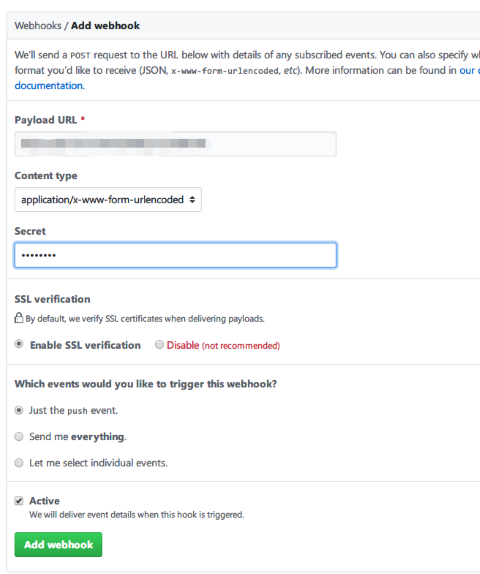 Webhooks / Add webhook
We'll send a POST request to the URL below with details of any subscribed events. You can also specify
format you'd like to receive (JSON, x-www-form-urlencoded, etc). More information can be found in our
documentation.
Payload URL *
Content type
application/x-www-form-urlencoded
Secret
••••••••
SSL verification
By default, we verify SSL certificates when delivering payloads.
Enable SSL verification Disable (not recommended)
Which events would you like to trigger this webhook?
Just the push event.
Send me everything.
Let me select individual events.
Active
We will deliver event details when this hook is triggered.
Add webhook